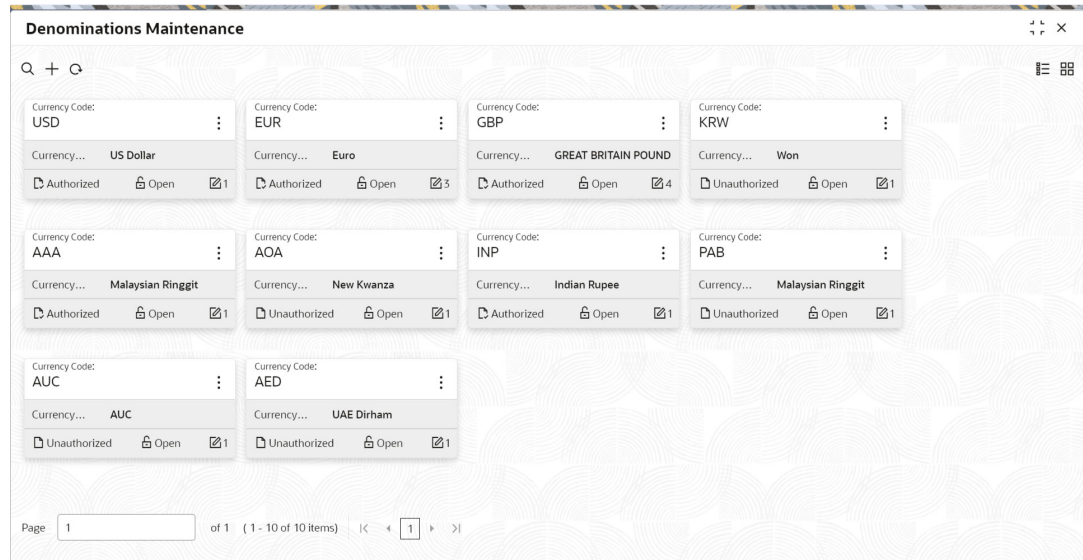 Denominations Maintenance
Currency Code: Currency Code: Currency Code: Currency Code:
USD EUR GBP KRW
Currency... US Dollar Currency... Euro Currency... GREAT BRITAIN POUND Currency... Won
Authorized Open 1 Authorized Open 3 Authorized Open 4 Unauthorized Open 1
Currency Code: Currency Code: Currency Code: Currency Code:
AAA AOA INP PAB
Currency... Malaysian Ringgit Currency... New Kwanza Currency... Indian Rupee Currency... Malaysian Ringgit
Authorized Open 1 Unauthorized Open 1 Authorized Open 1 Unauthorized Open 1
Currency Code: Currency Code:
AUC AED
Currency... AUC Currency... UAE Dirham
Unauthorized Open 1 Unauthorized Open 1
Page 1 of 1 ( 1 - 10 of 10 items) 1